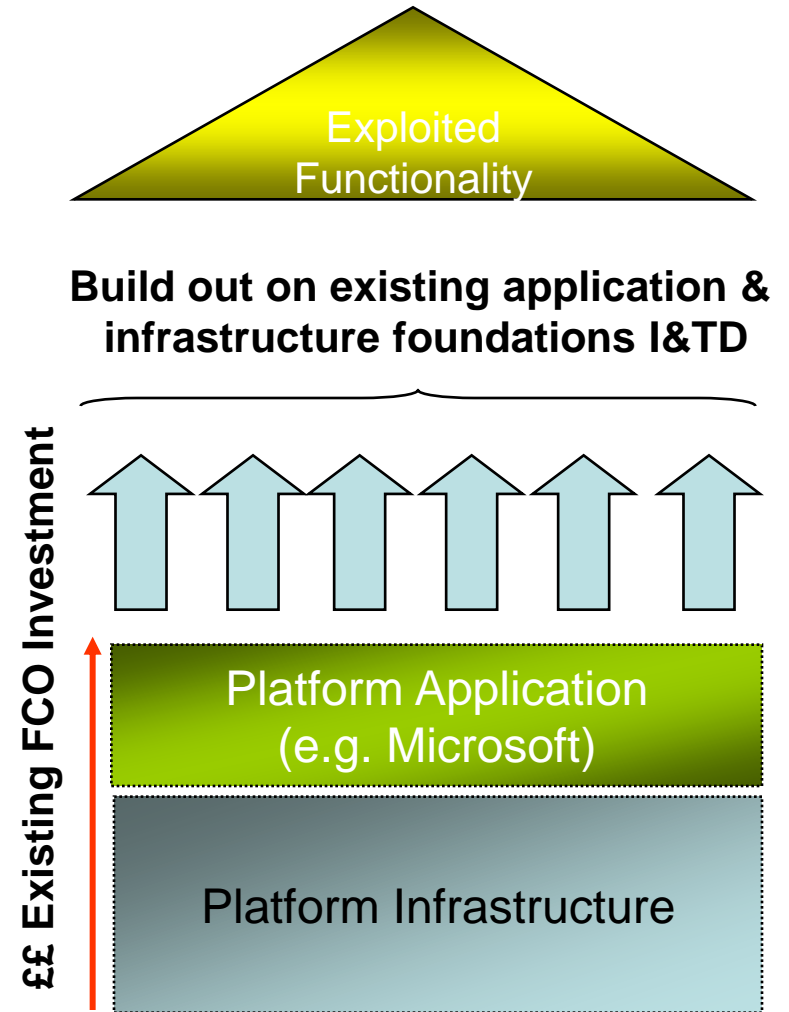 Exploited
Functionality
Build out on existing application &
infrastructure foundations I&TD
££ Existing FCO Investment
Platform Application
(e.g. Microsoft)
Platform Infrastructure